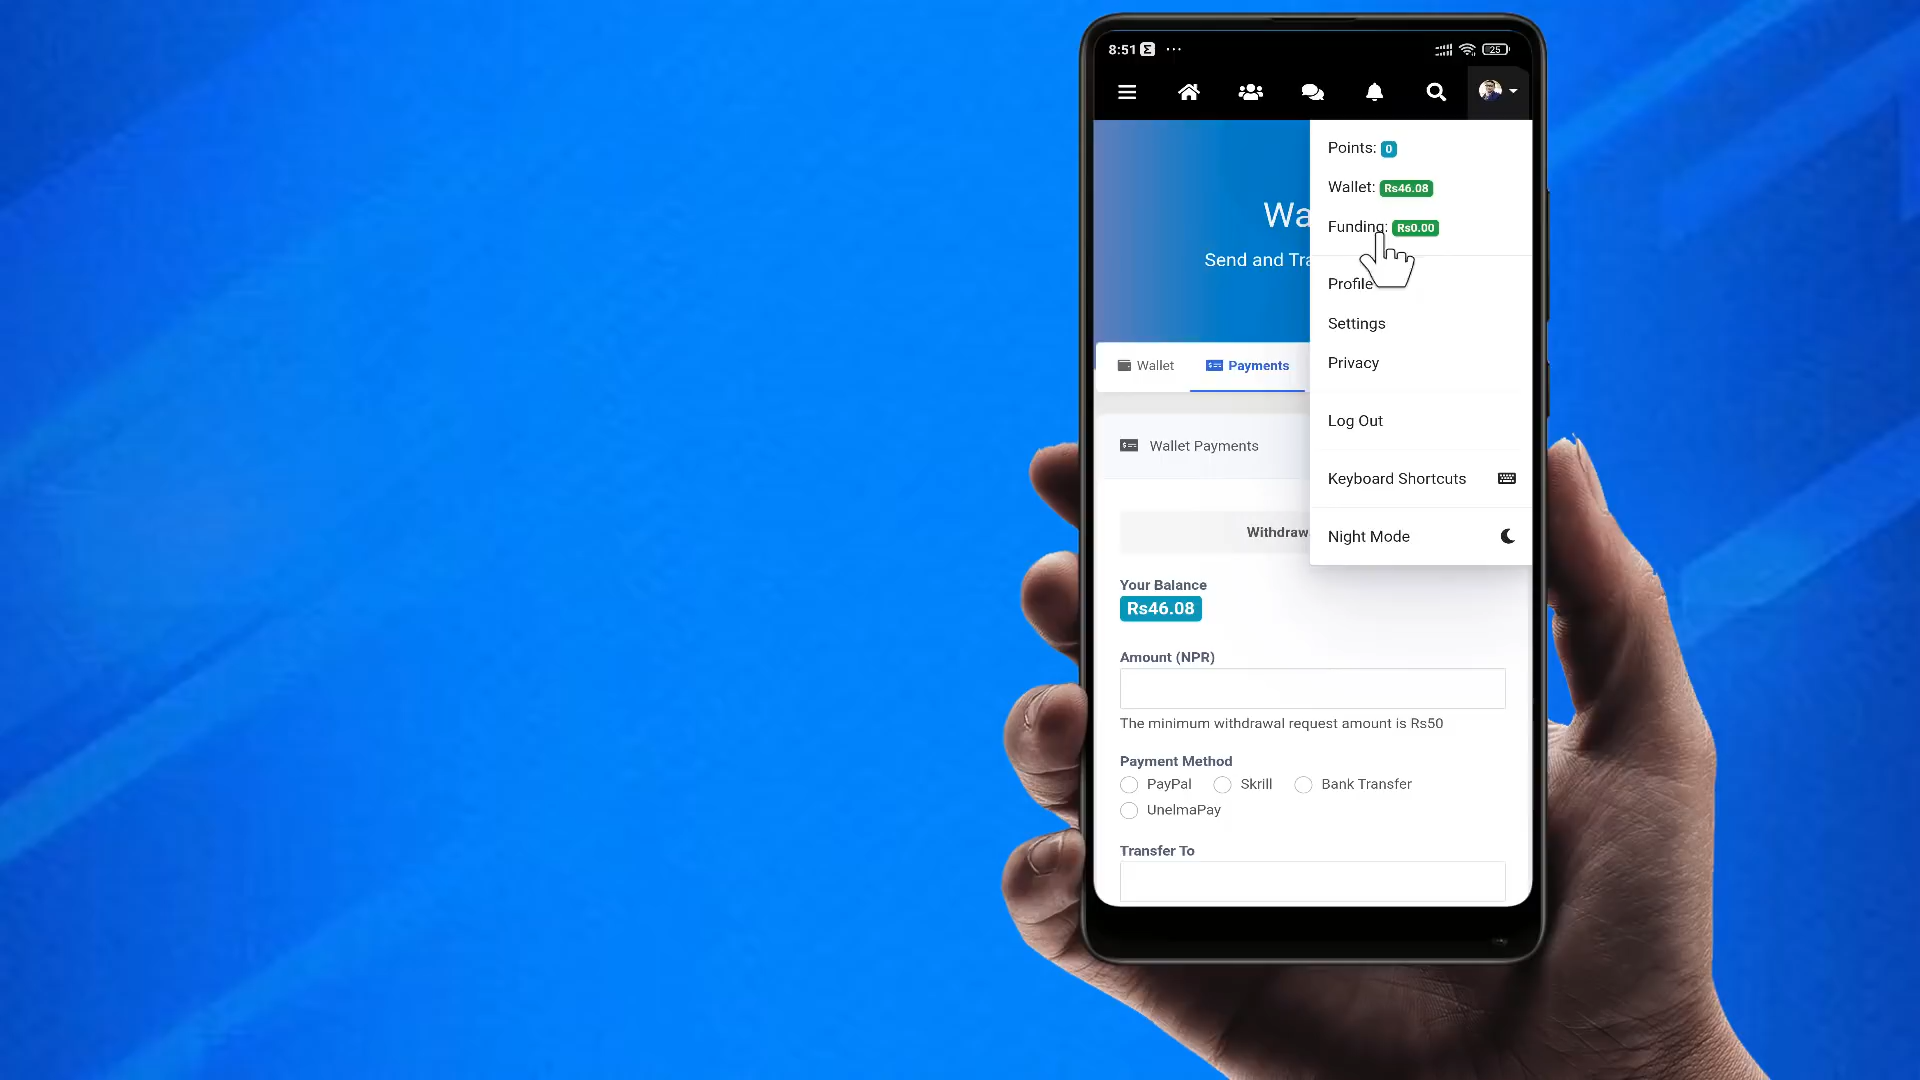 8:51 Σ ...
25
Points: 0
Wallet: Rs46.08
Funding: Rs0.00
Profile
Settings
Privacy
Log Out
Keyboard Shortcuts
Night Mode
Wa
Send and Tra
Wallet
Payments
Wallet Payments
Withdraw
Your Balance
Rs46.08
Amount (NPR)
The minimum withdrawal request amount is Rs50
Payment Method
PayPal Skrill Bank Transfer
UnelmaPay
Transfer To